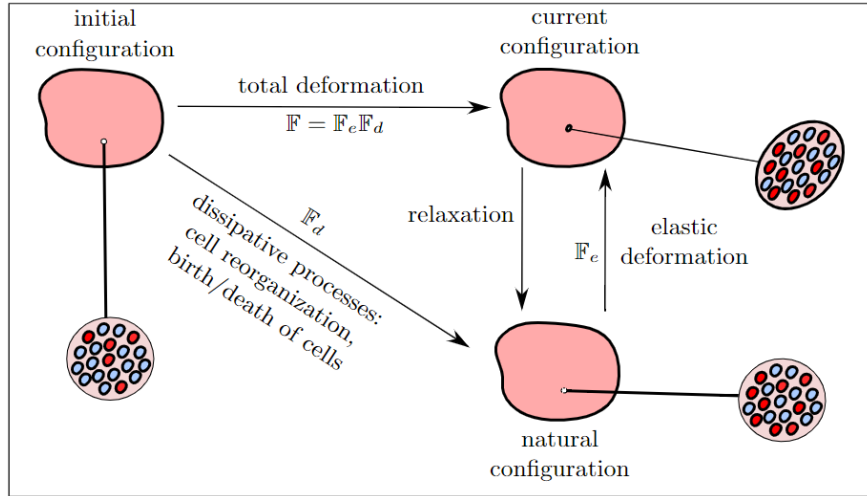 initial
configuration
current
configuration
total deformation
𝔽 = 𝔽ₑ𝔽_d
𝔽_d
dissipative processes:
cell reorganization,
birth/death of cells
relaxation
𝔽ₑ
elastic
deformation
natural
configuration